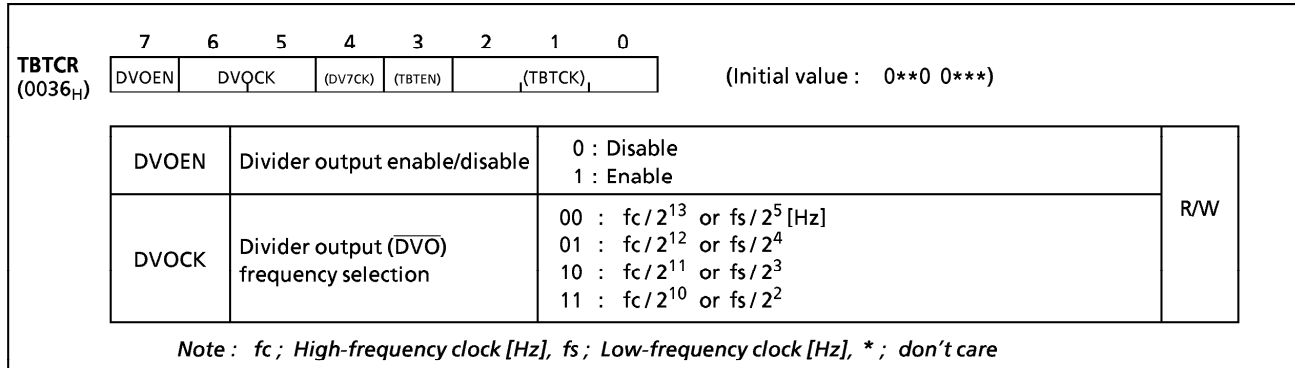 7 6 5 4 3 2 1 0
TBTCR
(0036H)
DVOEN DVOCK (DV7CK) (TBTEN) (TBTCK)
(Initial value : 0**0 0***)
DVOEN
Divider output enable/disable
0 : Disable
1 : Enable
R/W
DVOCK
Divider output (DVO)
frequency selection
00 : fc/2^13 or fs/2^5 [Hz]
01 : fc/2^12 or fs/2^4
10 : fc/2^11 or fs/2^3
11 : fc/2^10 or fs/2^2
Note : fc ; High-frequency clock [Hz], fs ; Low-frequency clock [Hz], * ; don't care